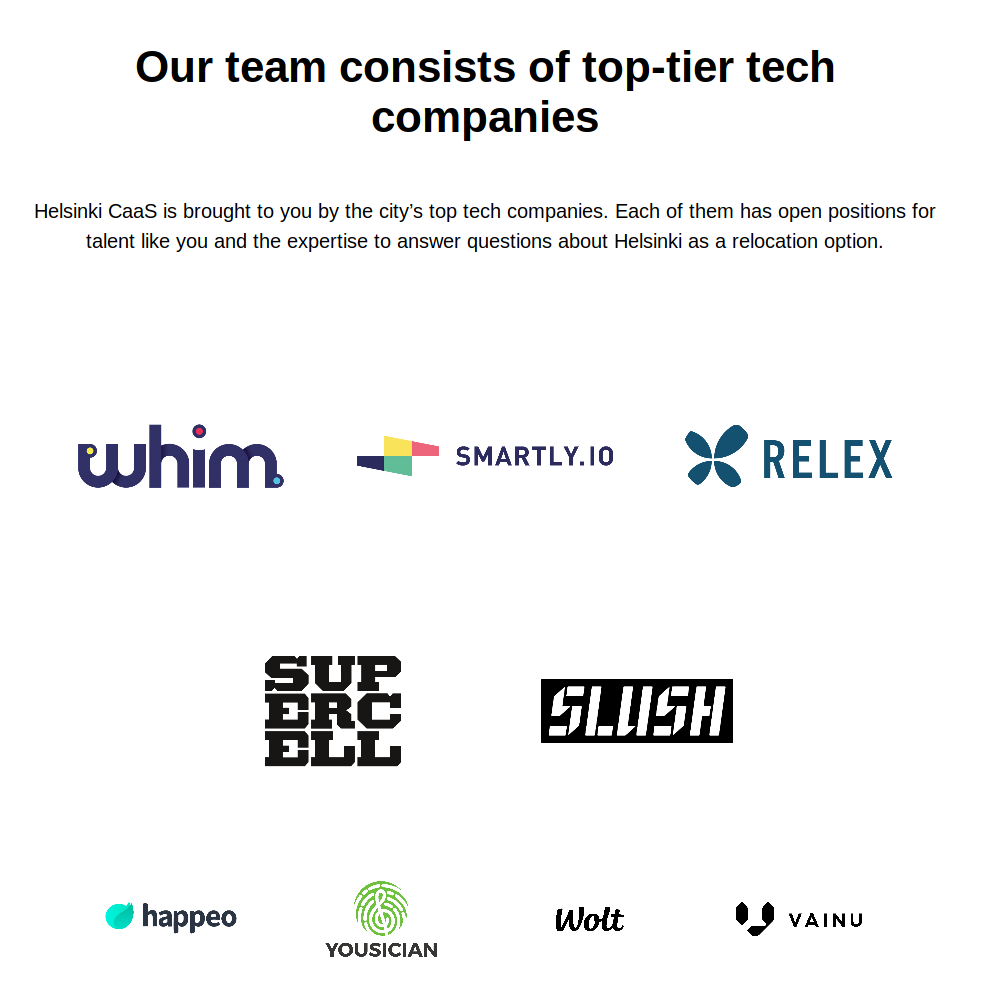 Our team consists of top-tier tech
companies
Helsinki CaaS is brought to you by the city’s top tech companies. Each of them has open positions for
talent like you and the expertise to answer questions about Helsinki as a relocation option.
whim.
SMARTLY.IO
RELEX
SUP
ERC
ELL
SLUSH
happeo
YOUSICIAN
Wolt
VAINU